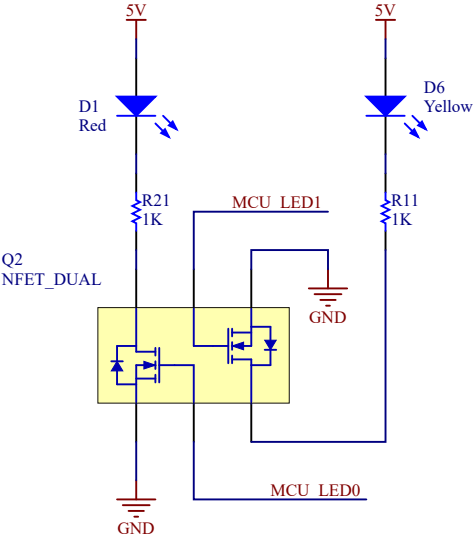 5V
5V
D1
Red
D6
Yellow
R21
1K
MCU_LED1
R11
1K
Q2
NFET_DUAL
GND
MCU_LED0
GND